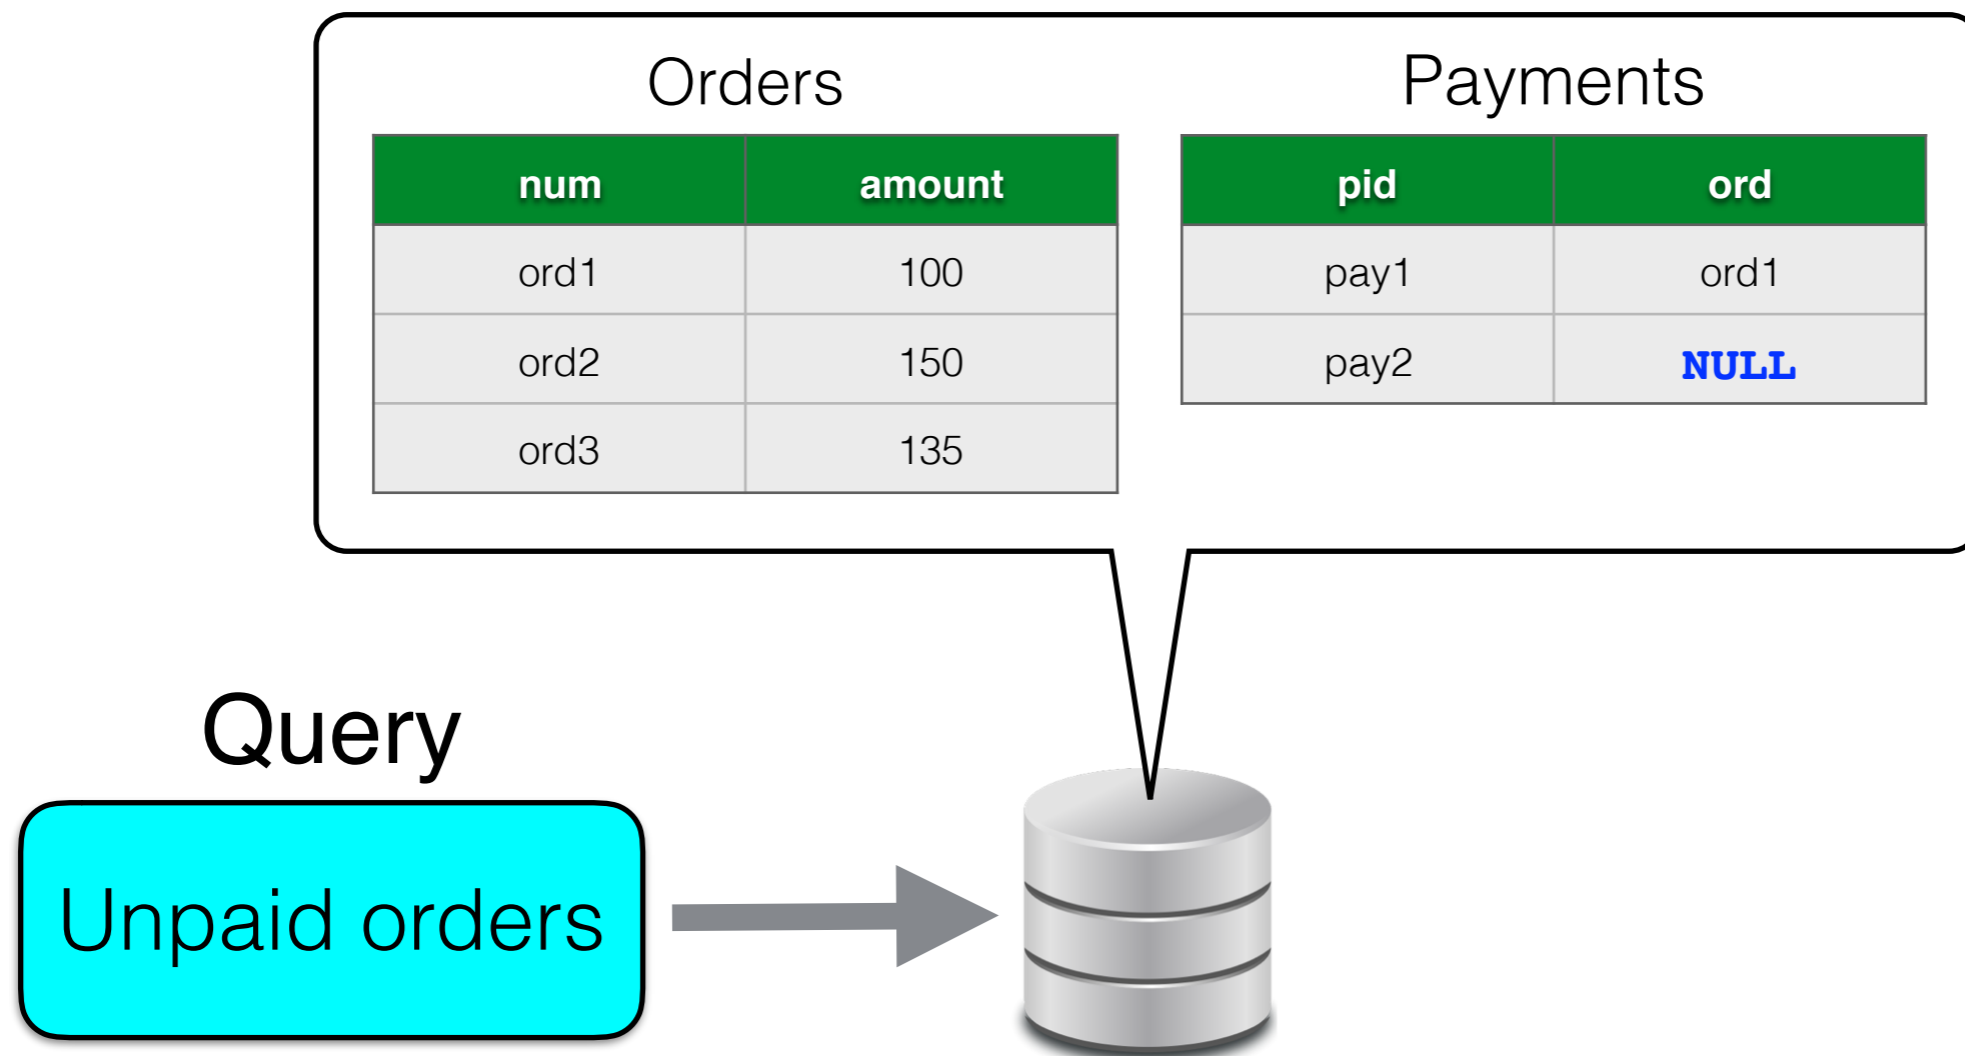 Orders
Payments
num amount
ord1 100
ord2 150
ord3 135
pid ord
pay1 ord1
pay2 NULL
Query
Unpaid orders